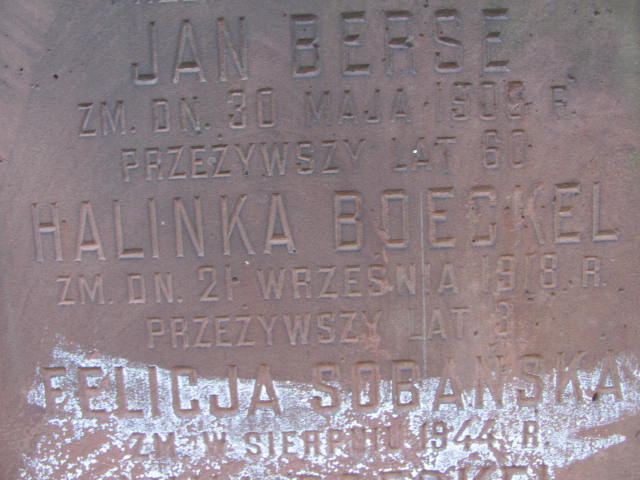 JAN BERSE
ZM. DN. 30 MAJA R.
PRZEŻYWSZY LAT 60
HALINKA BOECKEL
ZM. DN. 21 WRZEŚNIA 1918. R.
PRZEŻYWSZY LAT. 3
FELICJA SOBAŃSKA
ZM. W SIERPNIU 1944 R.